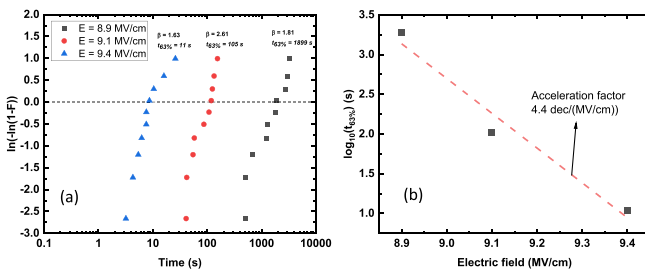 E = 8.9 MV/cm
E = 9.1 MV/cm
E = 9.4 MV/cm
β = 1.63
t63% = 11 s
β = 2.61
t63% = 105 s
β = 1.81
t63% = 1899 s
ln(-ln(1-F))
1.5
1.0
0.5
0.0
-0.5
-1.0
-1.5
-2.0
-2.5
-3.0
(a)
0.1 1 10 100 1000 10000
Time (s)
log10(t63%) (s)
3.5
3.0
2.5
2.0
1.5
1.0
Acceleration factor
4.4 dec/(MV/cm))
(b)
8.9 9.0 9.1 9.2 9.3 9.4
Electric field (MV/cm)